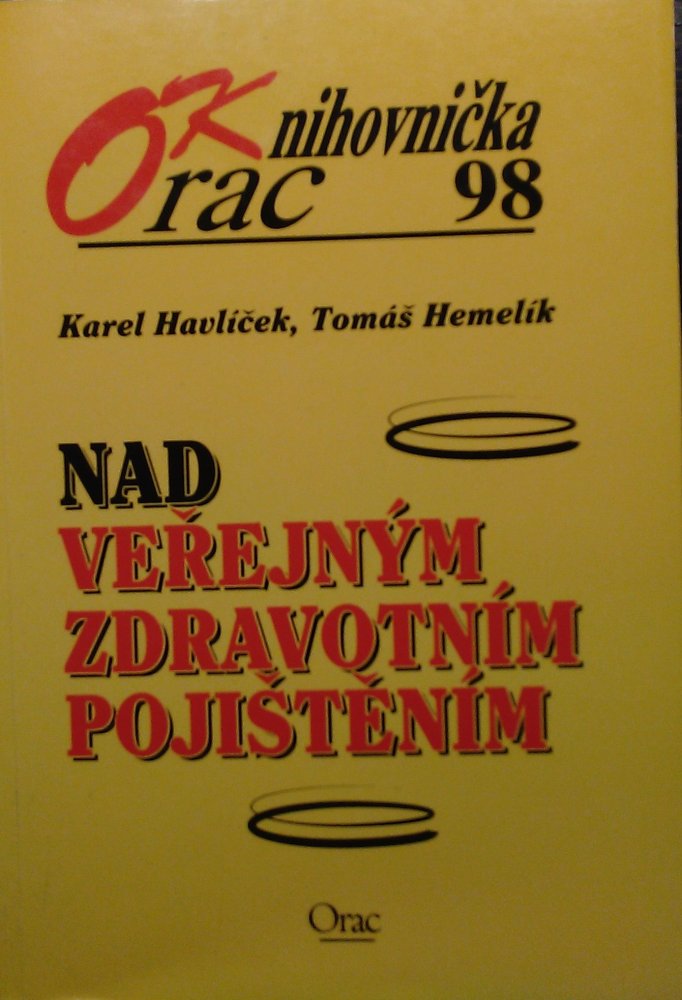 Knihovnička
Orac 98
Karel Havlíček, Tomáš Hemelík
NAD
VEŘEJNÝM
ZDRAVOTNÍM
POJIŠTĚNÍM
Orac